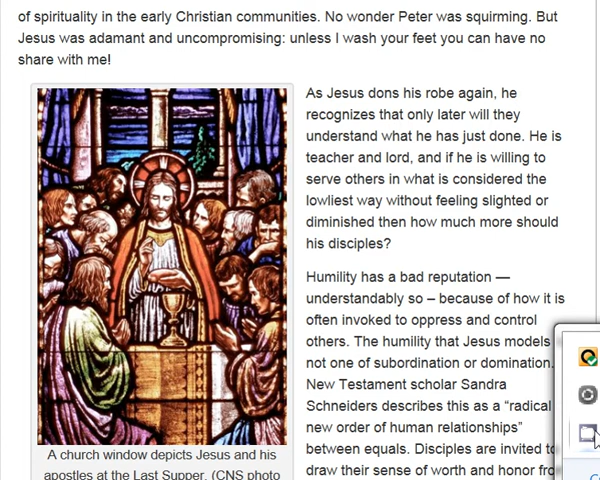 of spirituality in the early Christian communities. No wonder Peter was squirming. But
Jesus was adamant and uncompromising: unless I wash your feet you can have no
share with me!
As Jesus dons his robe again, he
recognizes that only later will they
understand what he has just done. He is
teacher and lord, and if he is willing to
serve others in what is considered the
lowliest way without feeling slighted or
diminished then how much more should
his disciples?
Humility has a bad reputation —
understandably so – because of how it is
often invoked to oppress and control
others. The humility that Jesus models
not one of subordination or domination.
New Testament scholar Sandra
Schneiders describes this as a “radical
new order of human relationships”
between equals. Disciples are invited to
draw their sense of worth and honor
A church window depicts Jesus and his
apostles at the Last Supper. (CNS photo